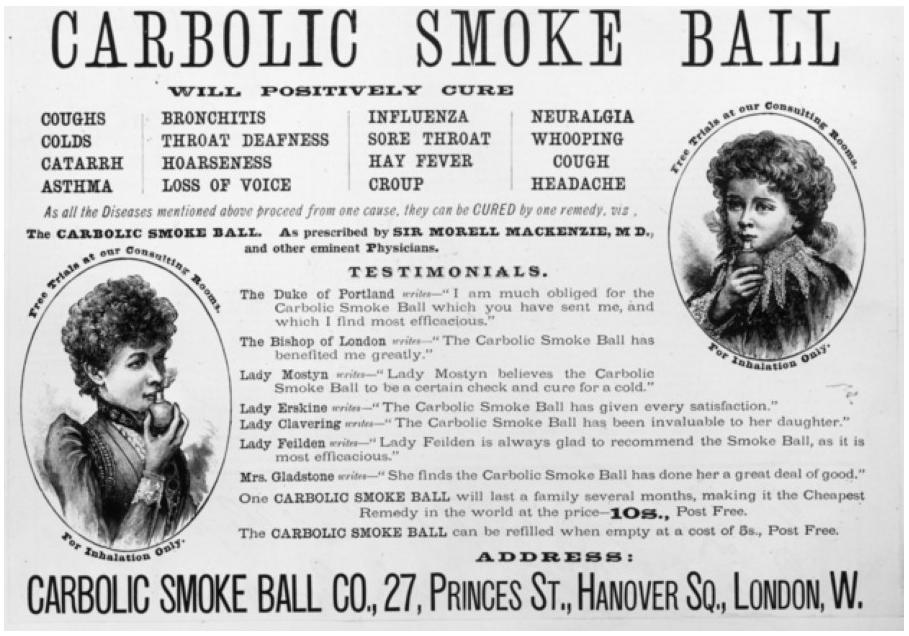 CARBOLIC SMOKE BALL
WILL POSITIVELY CURE
COUGHS BRONCHITIS INFLUENZA NEURALGIA
COLDS THROAT DEAFNESS SORE THROAT WHOOPING
CATARRH HOARSENESS HAY FEVER COUGH
ASTHMA LOSS OF VOICE CROUP HEADACHE
Free Trials at our Consulting Rooms.
For Inhalation Only.
As all the Diseases mentioned above proceed from one cause, they can be CURED by one remedy, viz.,
The CARBOLIC SMOKE BALL. As prescribed by SIR MORELL MACKENZIE, M D.,
and other eminent Physicians.
Free Trials at our Consulting Rooms.
For Inhalation Only.
TESTIMONIALS.
The Duke of Portland writes—“I am much obliged for the
Carbolic Smoke Ball which you have sent me, and
which I find most efficacious.”
The Bishop of London writes—“The Carbolic Smoke Ball has
benefited me greatly.”
Lady Mostyn writes—“Lady Mostyn believes the Carbolic
Smoke Ball to be a certain check and cure for a cold.”
Lady Erskine writes—“The Carbolic Smoke Ball has given every satisfaction.”
Lady Clavering writes—“The Carbolic Smoke Ball has been invaluable to her daughter.”
Lady Feilden writes—“Lady Feilden is always glad to recommend the Smoke Ball, as it is
most efficacious.”
Mrs. Gladstone writes—“She finds the Carbolic Smoke Ball has done her a great deal of good.”
One CARBOLIC SMOKE BALL will last a family several months, making it the Cheapest
Remedy in the world at the price—10s., Post Free.
The CARBOLIC SMOKE BALL can be refilled when empty at a cost of 5s., Post Free.
ADDRESS:
CARBOLIC SMOKE BALL CO., 27, PRINCES ST., HANOVER SQ., LONDON, W.